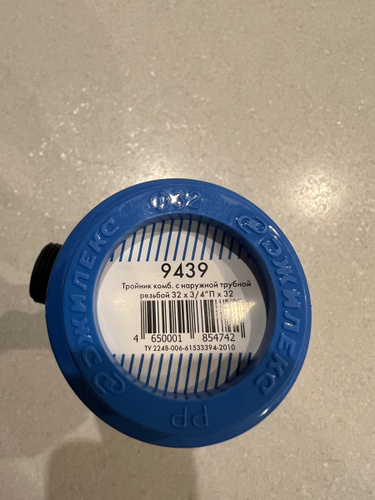 Ф32
ДЖИЛЕКС
ДЖИЛЕКС
9439
Тройник комб. с наружной трубной
резьбой 32 х 3/4"П х 32
4 650001 854742
ТУ 2248-006-61533394-2010
PP